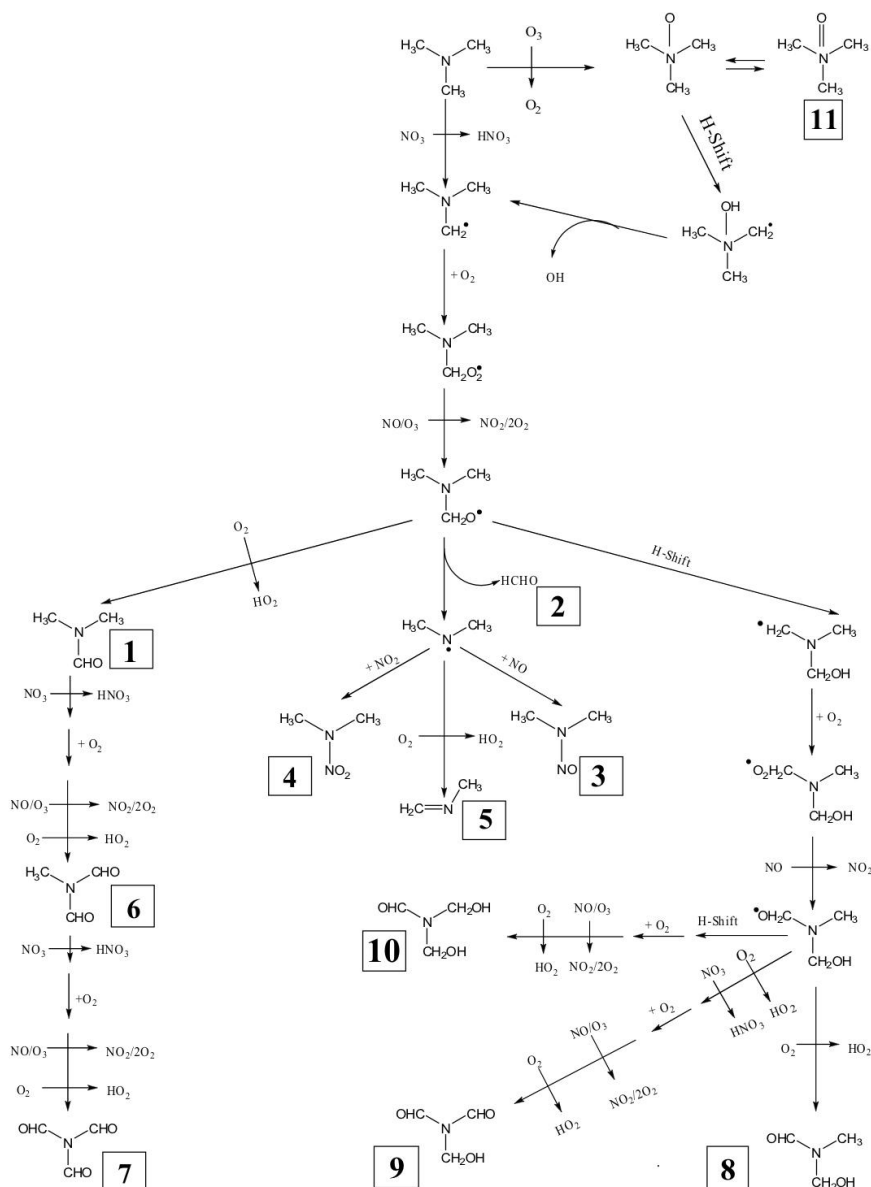 O
O
H₃C CH₃ O₃ H₃C CH₃ H₃C CH₃
N N N
CH₃ O₂ CH₃ CH₃
11
NO₃ HNO₃ H-Shift
H₃C CH₃ OH
N H₃C CH₂•
CH₂• N
OH CH₃
+ O₂
H₃C CH₃
N
CH₂O₂•
NO/O₃ NO₂/2O₂
H₃C CH₃
N
CH₂O•
O₂ H-Shift
HO₂ HCHO
2
H₃C CH₃ H₃C CH₃ •H₂C CH₃
N N• N
CHO CH₂OH
1
+ NO₂ + NO
NO₃ HNO₃ + O₂
H₃C CH₃ H₃C CH₃
N O₂ HO₂ N
+ O₂ NO₂ NO •O₂H₂C CH₃
4 3 N
CH₃ CH₂OH
H₂C=N
5
NO/O₃ NO₂/2O₂
O₂ HO₂ NO NO₂
H₃C CHO OHC CH₂OH O₂ NO/O₃ + O₂ H-Shift •OH₂C CH₃
N N N
CHO CH₂OH HO₂ NO₂/2O₂ CH₂OH
6 10
NO₃ HNO₃ NO₃ O₂
+O₂ + O₂ HNO₃ HO₂
NO/O₃ NO₂/2O₂ NO/O₃ O₂ HO₂
O₂ HO₂ O₂ NO₂/2O₂
HO₂
OHC CHO OHC CHO OHC CH₃
N N N
CHO CH₂OH CH₂OH
7 9 8